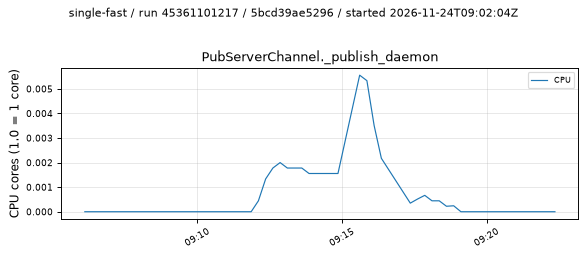 single-fast / run 45361101217 / 5bcd39ae5296 / started 2026-11-24T09:02:04Z
PubServerChannel._publish_daemon
CPU cores (1.0 = 1 core)
0.005
0.004
0.003
0.002
0.001
0.000
CPU
09:10
09:15
09:20